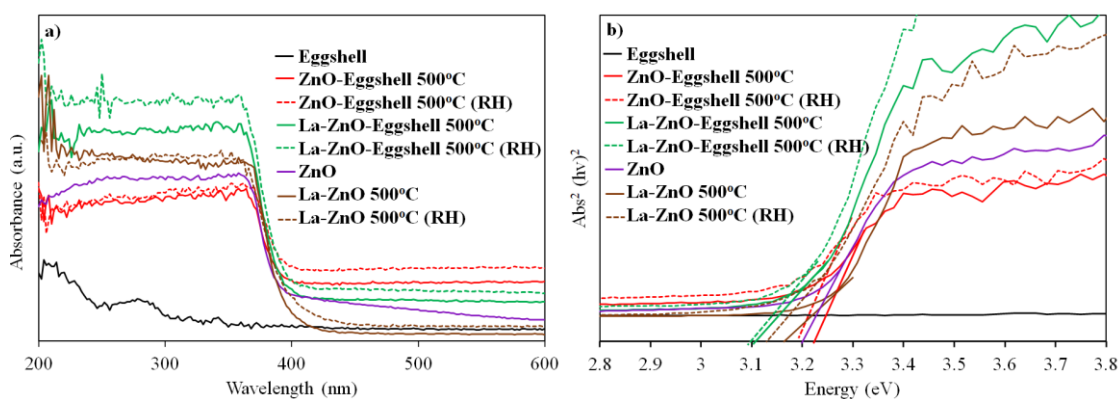 a)
Eggshell
ZnO-Eggshell 500°C
ZnO-Eggshell 500°C (RH)
La-ZnO-Eggshell 500°C
La-ZnO-Eggshell 500°C (RH)
ZnO
La-ZnO 500°C
La-ZnO 500°C (RH)
Absorbance (a.u.)
200 300 400 500 600
Wavelength (nm)
b)
Eggshell
ZnO-Eggshell 500°C
ZnO-Eggshell 500°C (RH)
La-ZnO-Eggshell 500°C
La-ZnO-Eggshell 500°C (RH)
ZnO
La-ZnO 500°C
La-ZnO 500°C (RH)
Abs² (hv)²
2.8 2.9 3 3.1 3.2 3.3 3.4 3.5 3.6 3.7 3.8
Energy (eV)